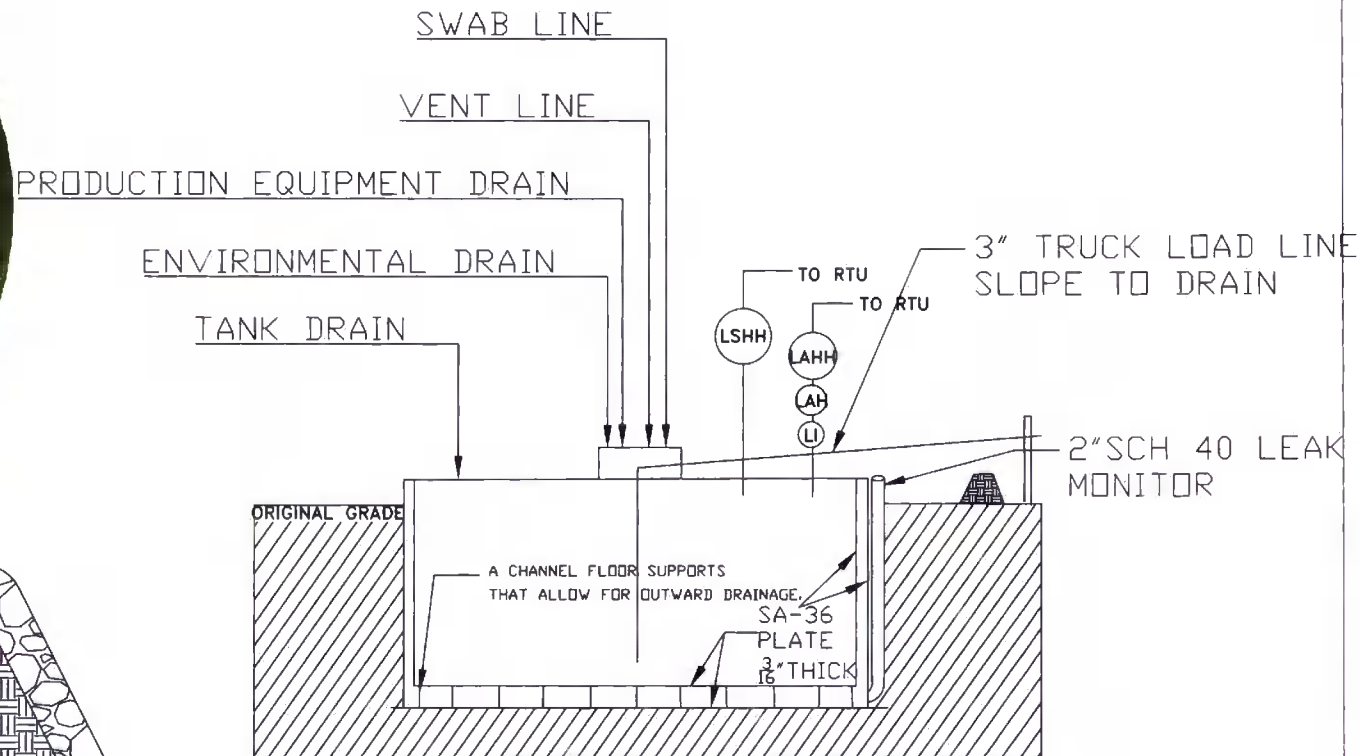 SWAB LINE
VENT LINE
PRODUCTION EQUIPMENT DRAIN
ENVIRONMENTAL DRAIN
TANK DRAIN
TO RTU
TO RTU
3" TRUCK LOAD LINE
SLOPE TO DRAIN
LSHH
LAHH
LAH
LI
2"SCH 40 LEAK
MONITOR
ORIGINAL GRADE
A CHANNEL FLOOR SUPPORTS
THAT ALLOW FOR OUTWARD DRAINAGE.
SA-36
PLATE
3/16"THICK